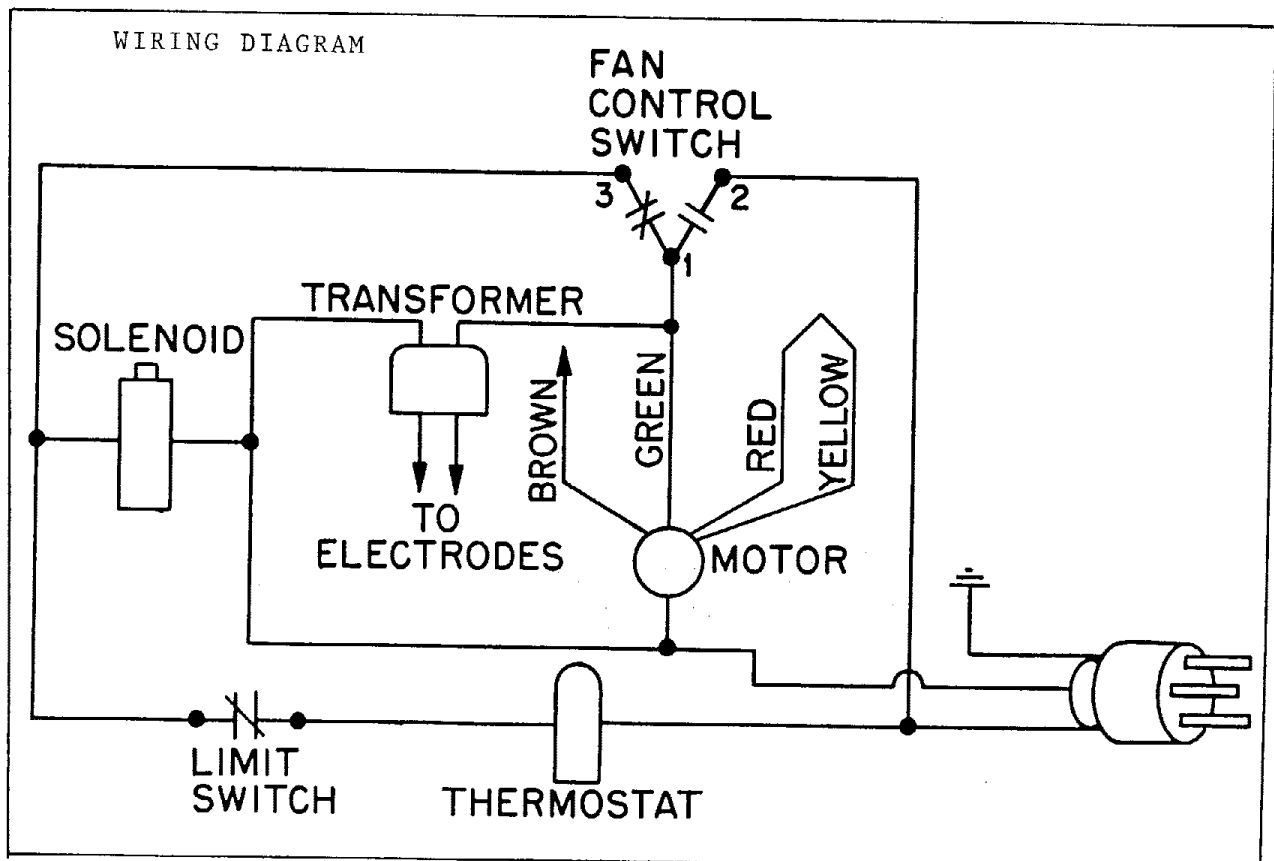 WIRING DIAGRAM
FAN
CONTROL
SWITCH
3
2
1
TRANSFORMER
SOLENOID
BROWN
GREEN
RED
YELLOW
TO
ELECTRODES
MOTOR
LIMIT
SWITCH
THERMOSTAT